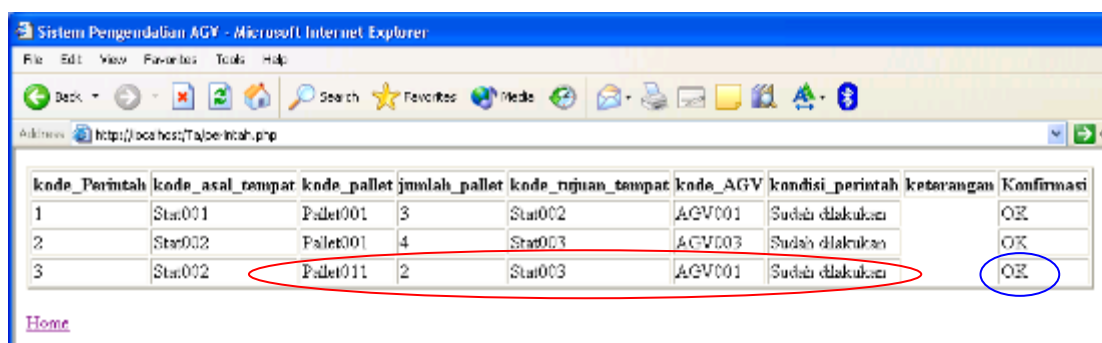 Sistem Pengendalian AGV - Microsoft Internet Explorer
File Edit View Favorites Tools Help
Back Search Favorites Media
Address http://localhost/Ta/perintah.php
kode_Perintah kode_asal_tempat kode_pallet jumlah_pallet kode_tujuan_tempat kode_AGV kondisi_perintah keterangan Konfirmasi
1 Stat001 Pallet001 3 Stat002 AGV001 Sudah dilakukan OK
2 Stat002 Pallet001 4 Stat003 AGV003 Sudah dilakukan OK
3 Stat002 Pallet011 2 Stat003 AGV001 Sudah dilakukan OK
Home